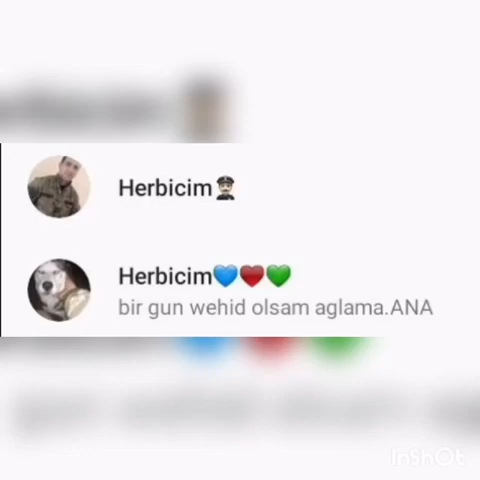 Herbicim👮🏻‍♂️
Herbicim💙❤️💚
bir gun wehid olsam aglama.ANA
InShOt